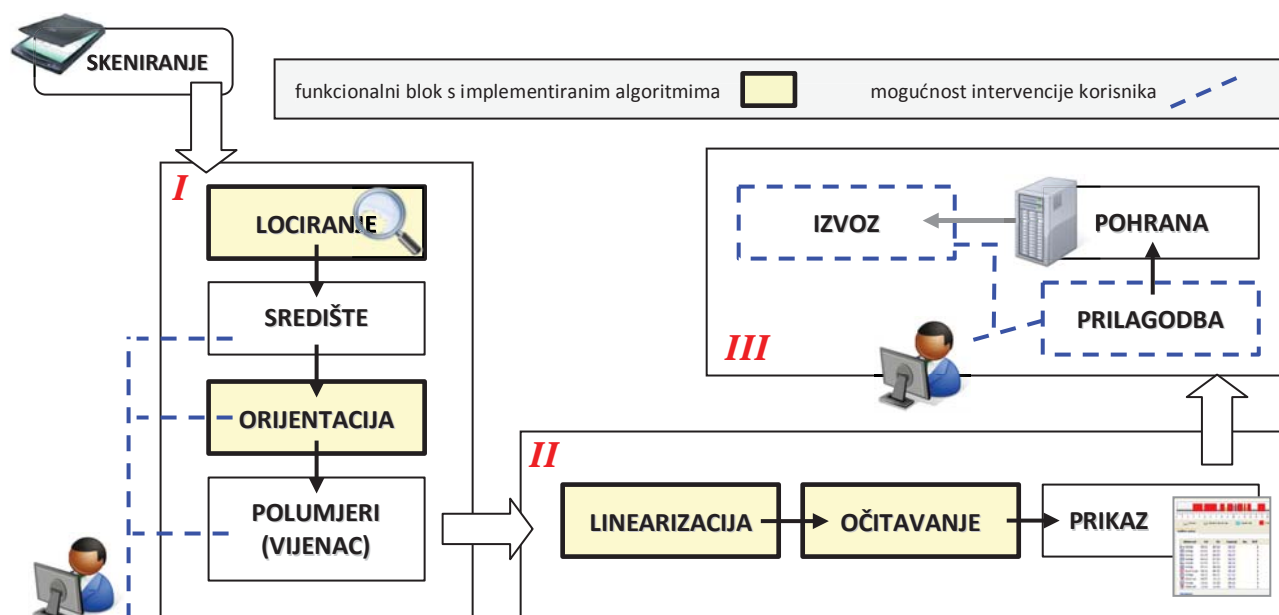 SKENIRANJE
funkcionalni blok s implementiranim algoritmima
mogućnost intervencije korisnika
I
LOCIRANJE
SREDIŠTE
ORIJENTACIJA
POLUMJERI
(VIJENAC)
II
LINEARIZACIJA
OČITAVANJE
PRIKAZ
III
IZVOZ
POHRANA
PRILAGODBA